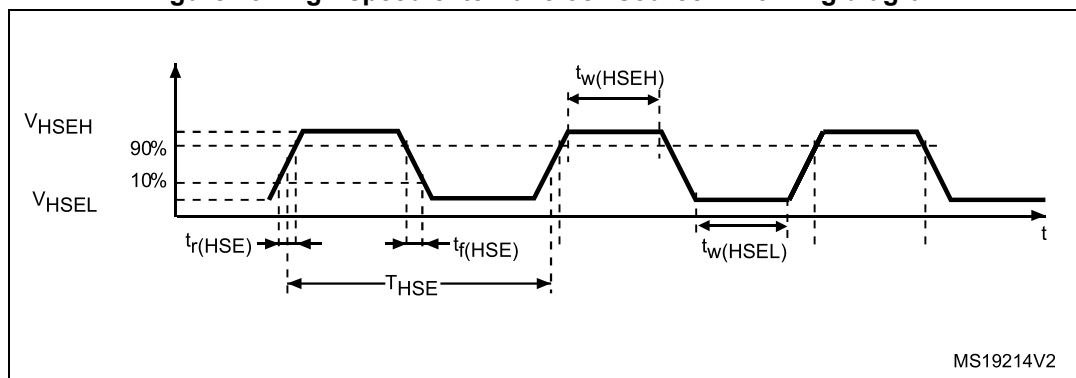 t_w(HSEH)
V_HSEH
90%
10%
V_HSEL
t_r(HSE)
t_f(HSE)
t_w(HSEL)
t
T_HSE
MS19214V2